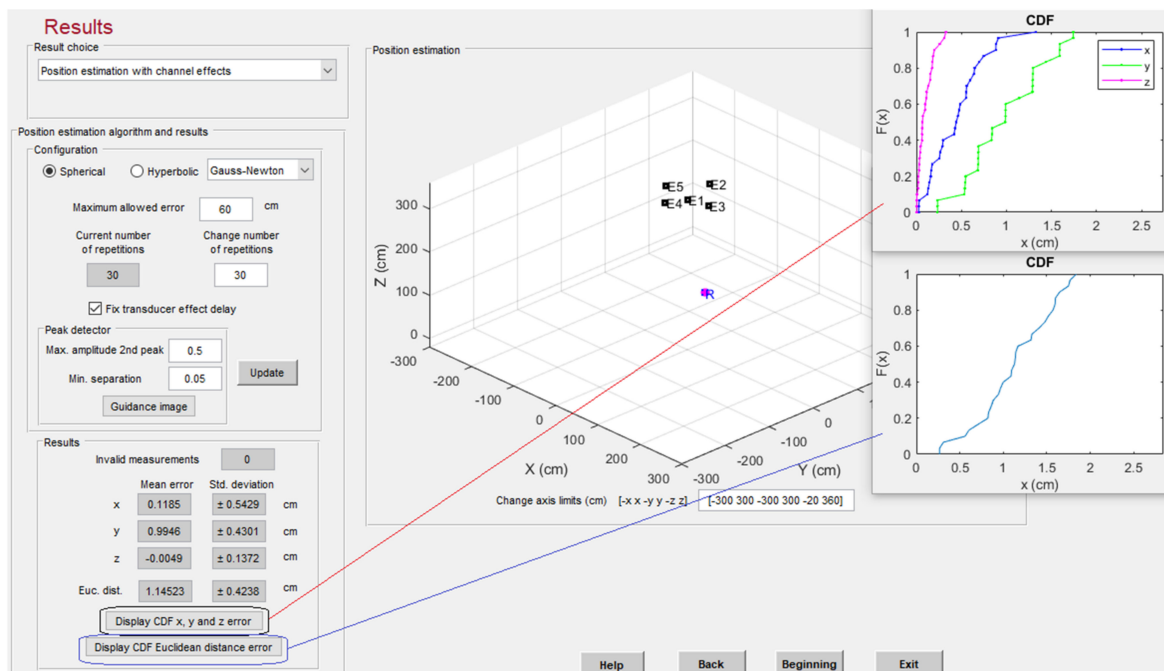 Results
Result choice
Position estimation with channel effects
Position estimation algorithm and results
Configuration
Spherical Hyperbolic Gauss-Newton
Maximum allowed error 60 cm
Current number of repetitions
Change number of repetitions
30 30
Fix transducer effect delay
Peak detector
Max. amplitude 2nd peak 0.5
Min. separation 0.05
Update
Guidance image
Results
Invalid measurements 0
Mean error Std. deviation
x 0.1185 ± 0.5429 cm
y 0.9946 ± 0.4301 cm
z -0.0049 ± 0.1372 cm
Euc. dist. 1.14523 ± 0.4238 cm
Display CDF x, y and z error
Display CDF Euclidean distance error
Position estimation
Z (cm)
300
200
100
0
E5 E2
E4 E1 E3
R
-300 -200 -100 0 100 200 300
X (cm)
-300 -200 -100 0
Y (cm)
Change axis limits (cm) [-x x -y y -z z] [-300 300 -300 300 -20 360]
CDF
F(x)
1
0.8
0.6
0.4
0.2
0
x
y
z
0 0.5 1 1.5 2 2.5
x (cm)
CDF
F(x)
1
0.8
0.6
0.4
0.2
0
0 0.5 1 1.5 2 2.5
x (cm)
Help Back Beginning Exit